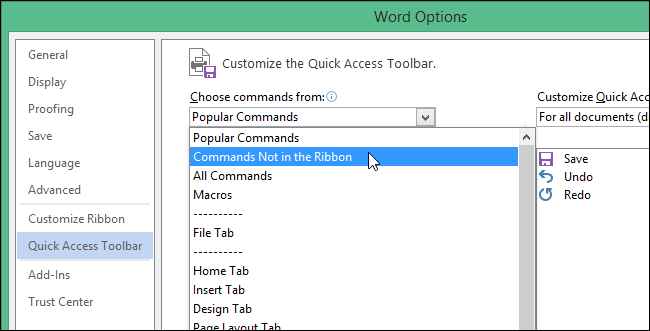 Word Options
General
Display
Proofing
Save
Language
Advanced
Customize Ribbon
Quick Access Toolbar
Add-Ins
Trust Center
Customize the Quick Access Toolbar.
Choose commands from:
Popular Commands
Popular Commands
Commands Not in the Ribbon
All Commands
Macros
----------
File Tab
----------
Home Tab
Insert Tab
Design Tab
Page Layout Tab
Customize Quick Acc
For all documents (d
Save
Undo
Redo